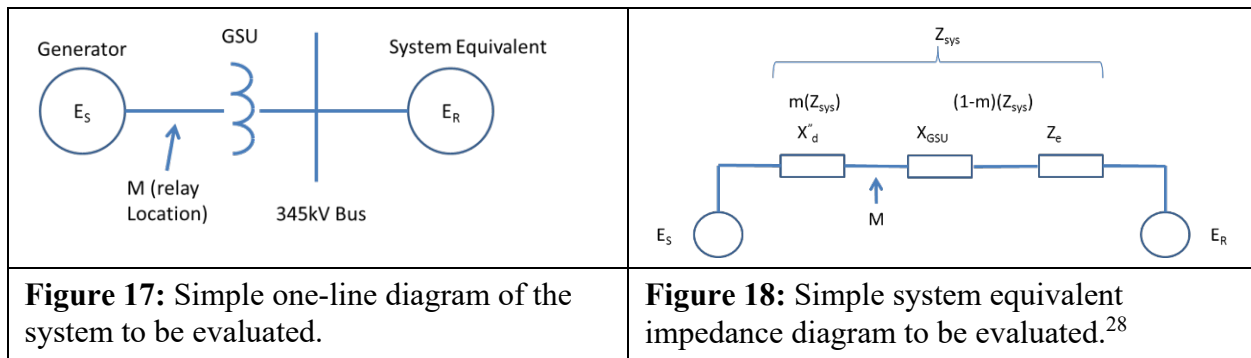 GSU
Generator
System Equivalent
E_S
E_R
M (relay
Location)
345kV Bus
Z_sys
m(Z_sys)
(1-m)(Z_sys)
X"_d
X_GSU
Z_e
M
E_S
E_R
Figure 17: Simple one-line diagram of the
system to be evaluated.
Figure 18: Simple system equivalent
impedance diagram to be evaluated.28